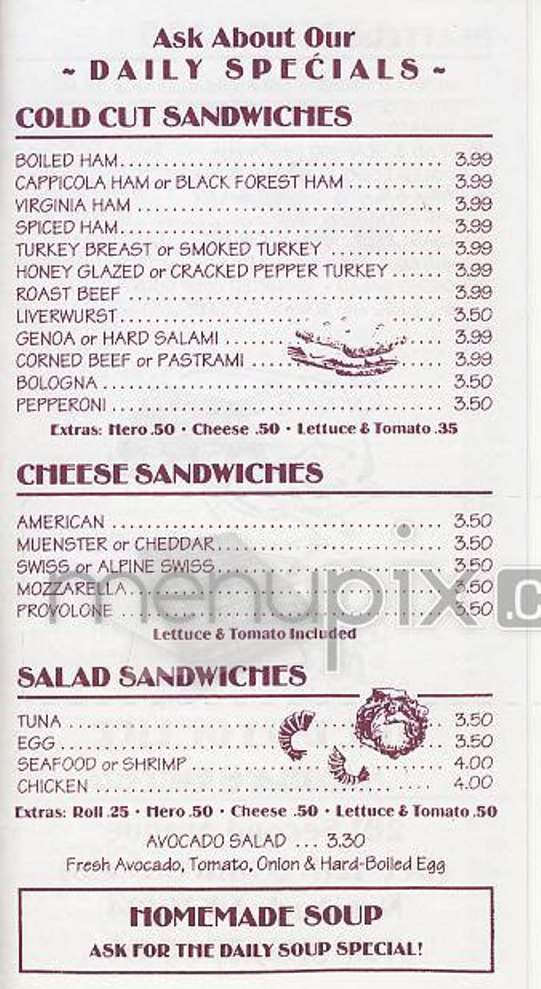 Ask About Our
~ DAILY SPECIALS ~
COLD CUT SANDWICHES
BOILED HAM ........ 3.99
CAPPICOLA HAM or BLACK FOREST HAM ........ 3.99
VIRGINIA HAM ........ 3.99
SPICED HAM ........ 3.99
TURKEY BREAST or SMOKED TURKEY ........ 3.99
HONEY GLAZED or CRACKED PEPPER TURKEY ...... 3.99
ROAST BEEF ........ 3.99
LIVERWURST ........ 3.50
GENOA or HARD SALAMI ........ 3.99
CORNED BEEF or PASTRAMI ........ 3.99
BOLOGNA ........ 3.50
PEPPERONI ........ 3.50
Extras: Hero .50 • Cheese .50 • Lettuce & Tomato .35
CHEESE SANDWICHES
AMERICAN ........ 3.50
MUENSTER or CHEDDAR ........ 3.50
SWISS or ALPINE SWISS ........ 3.50
MOZZARELLA ........ 3.50
PROVOLONE ........ 3.50
menupix.c
Lettuce & Tomato Included
SALAD SANDWICHES
TUNA ........ 3.50
EGG ........ 3.50
SEAFOOD or SHRIMP ........ 4.00
CHICKEN ........ 4.00
Extras: Roll .25 • Hero .50 • Cheese .50 • Lettuce & Tomato .50
AVOCADO SALAD ... 3.30
Fresh Avocado, Tomato, Onion & Hard-Boiled Egg
HOMEMADE SOUP
ASK FOR THE DAILY SOUP SPECIAL!